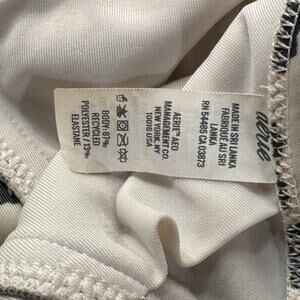 aerie
MADE IN SRI LANKA
FABRIQUÉ AU SRI
LANKA
RN 54485 CA 03873
AERIE® AEO
MANAGEMENT CO.
NEW YORK, NY
10016 USA
BODY: 87%
RECYCLED
POLYESTER / 13%
ELASTANE